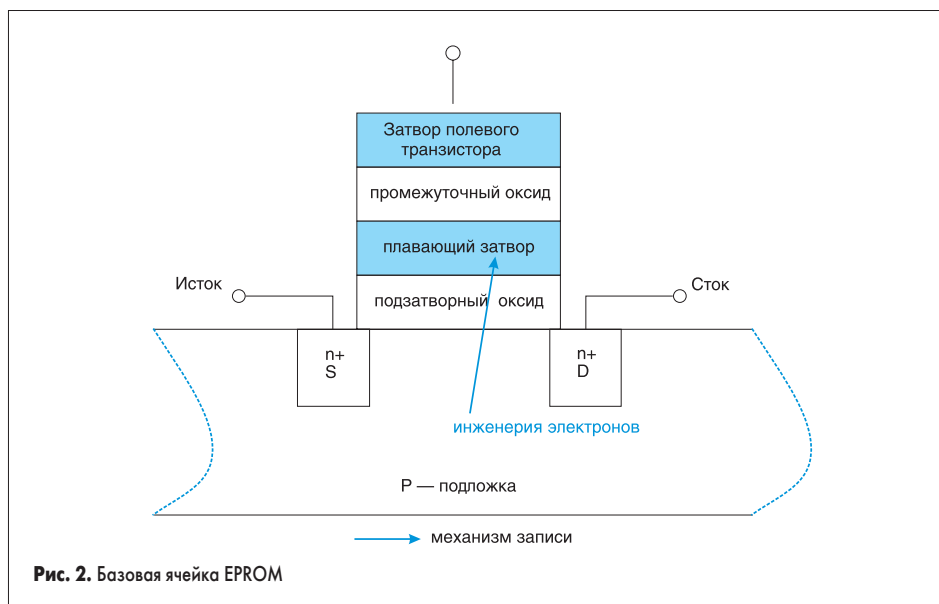 Затвор полевого
транзистора
промежуточный оксид
плавающий затвор
Исток
Сток
подзатворный оксид
n+
S
n+
D
инженерия электронов
P — подложка
механизм записи
Рис. 2. Базовая ячейка EPROM